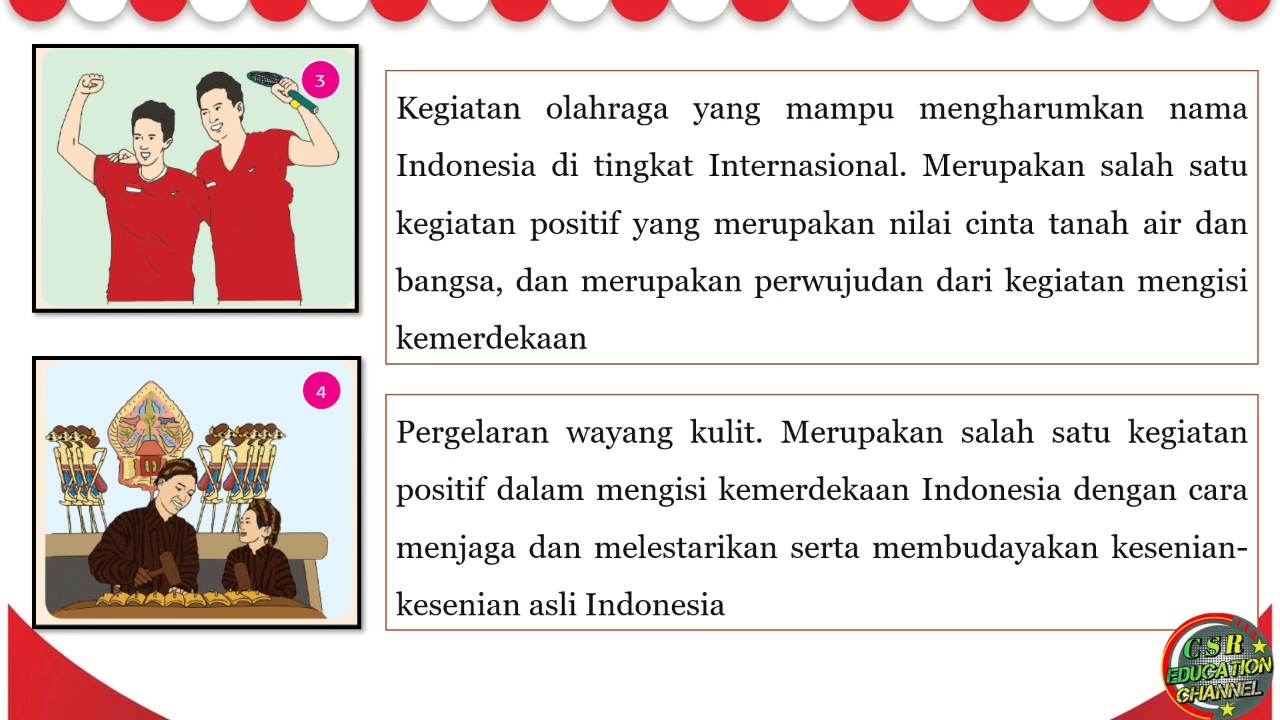 3
Kegiatan olahraga yang mampu mengharumkan nama
Indonesia di tingkat Internasional. Merupakan salah satu
kegiatan positif yang merupakan nilai cinta tanah air dan
bangsa, dan merupakan perwujudan dari kegiatan mengisi
kemerdekaan
4
Pergelaran wayang kulit. Merupakan salah satu kegiatan
positif dalam mengisi kemerdekaan Indonesia dengan cara
menjaga dan melestarikan serta membudayakan kesenian-
kesenian asli Indonesia
CSR
EDUCATION
CHANNEL